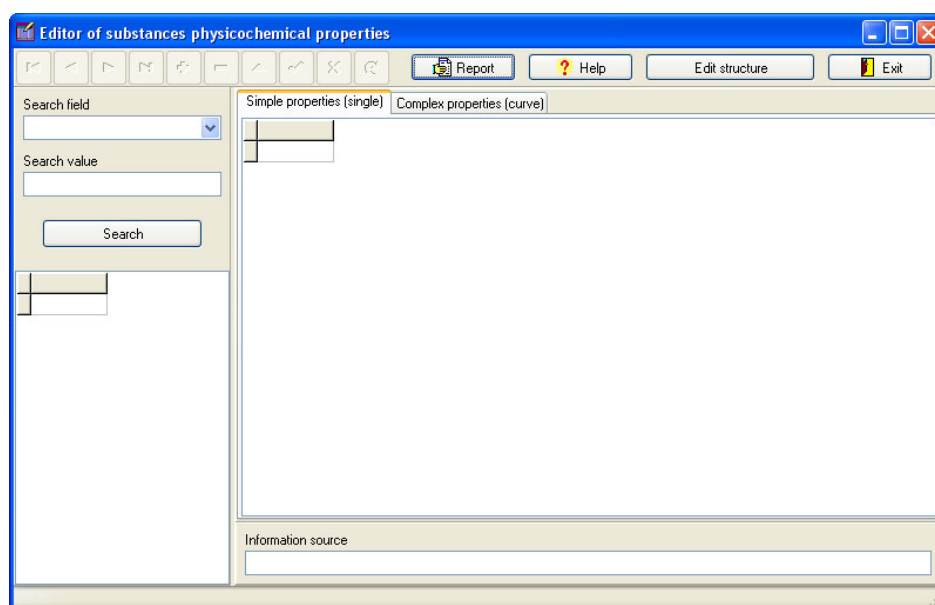 Editor of substances physicochemical properties
Report
Help
Edit structure
Exit
Search field
Search value
Search
Simple properties (single)
Complex properties (curve)
Information source